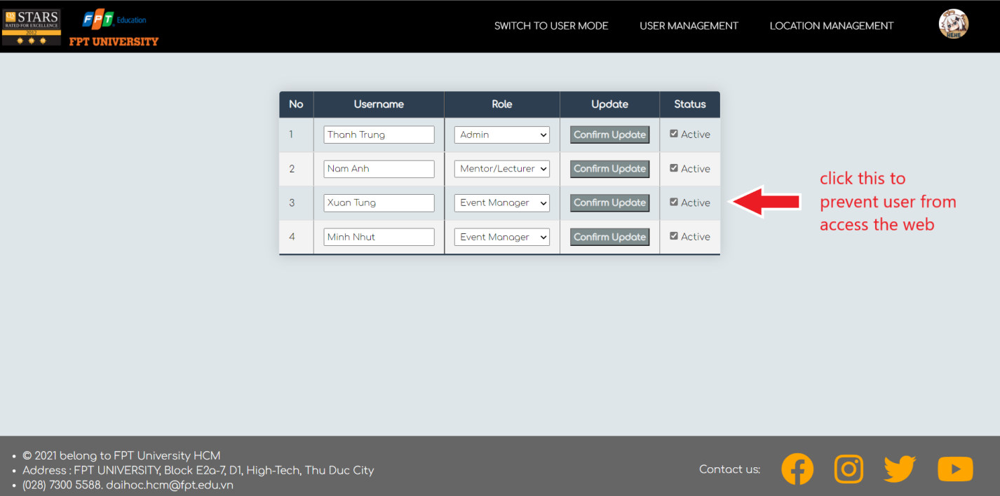 QS STARS
RATED FOR EXCELLENCE
2012
FPT Education
FPT UNIVERSITY
SWITCH TO USER MODE USER MANAGEMENT LOCATION MANAGEMENT
HEHE
No Username Role Update Status
1 Thanh Trung Admin Confirm Update Active
2 Nam Anh Mentor/Lecturer Confirm Update Active
3 Xuan Tung Event Manager Confirm Update Active
4 Minh Nhut Event Manager Confirm Update Active
click this to
prevent user from
access the web
• © 2021 belong to FPT University HCM
• Address : FPT UNIVERSITY, Block E2a-7, D1, High-Tech, Thu Duc City
• (028) 7300 5588. daihoc.hcm@fpt.edu.vn
Contact us: